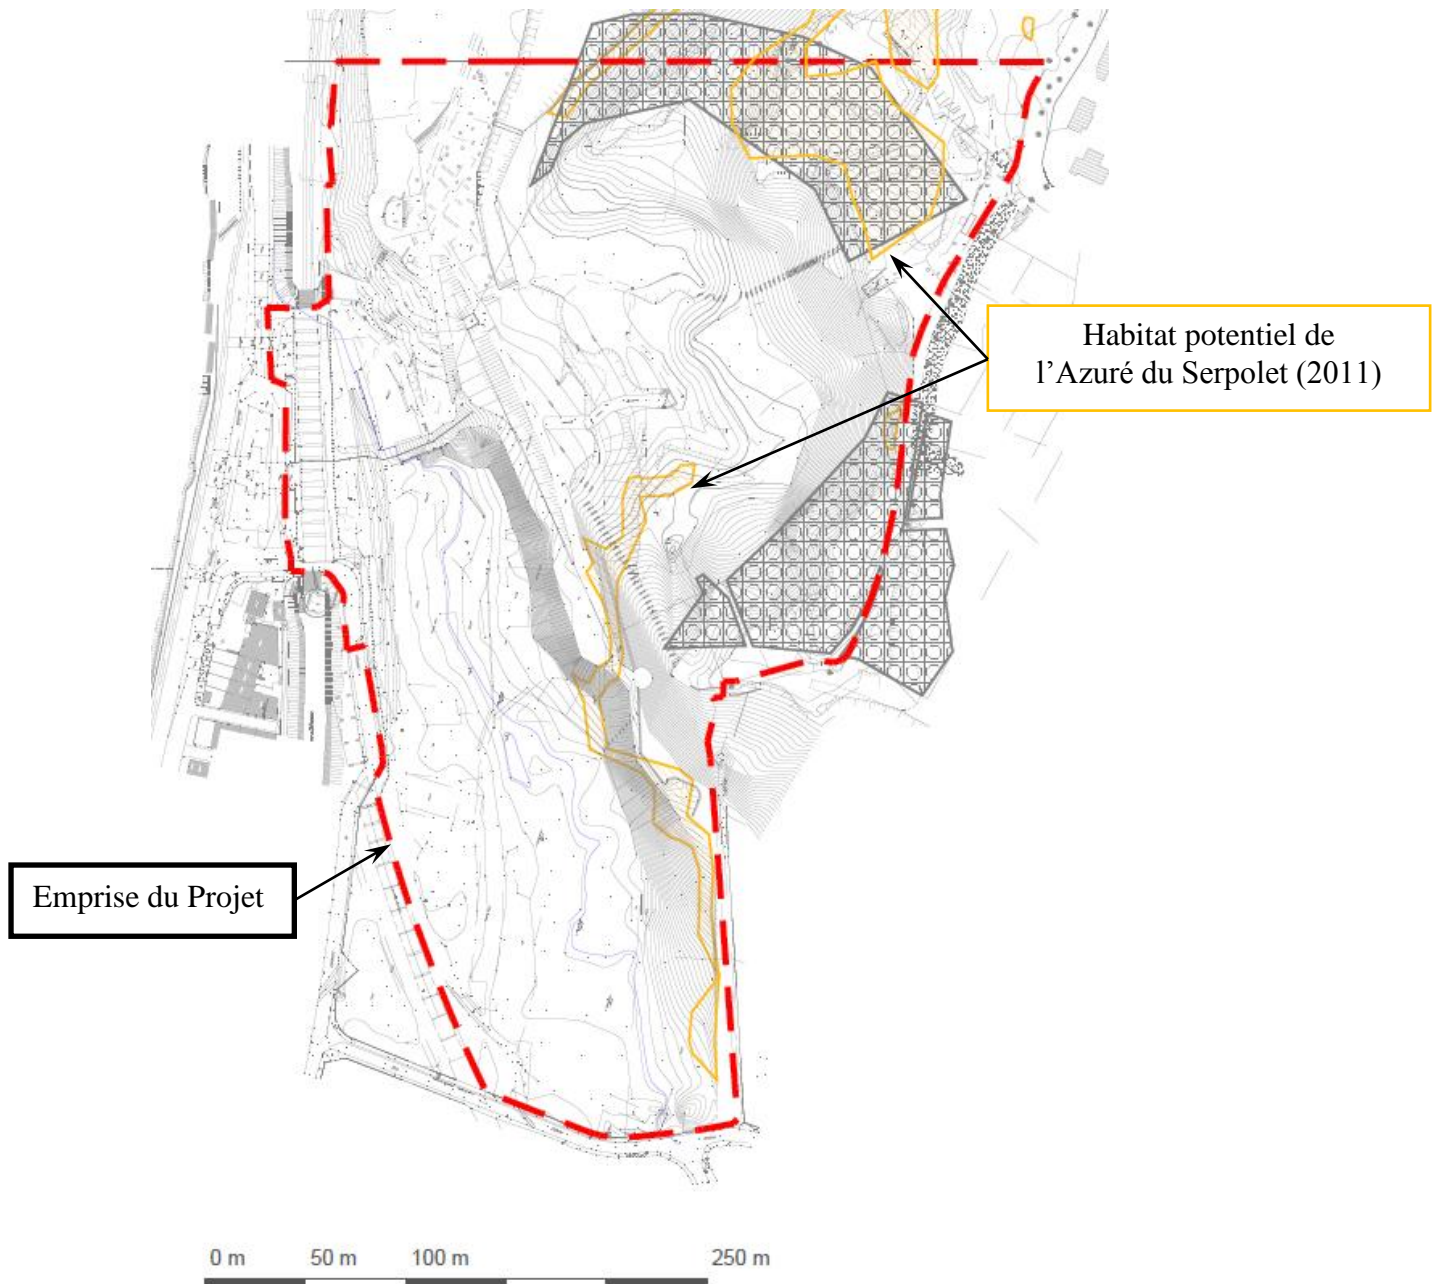 Habitat potentiel de
l’Azuré du Serpolet (2011)
Emprise du Projet
0 m 50 m 100 m 250 m